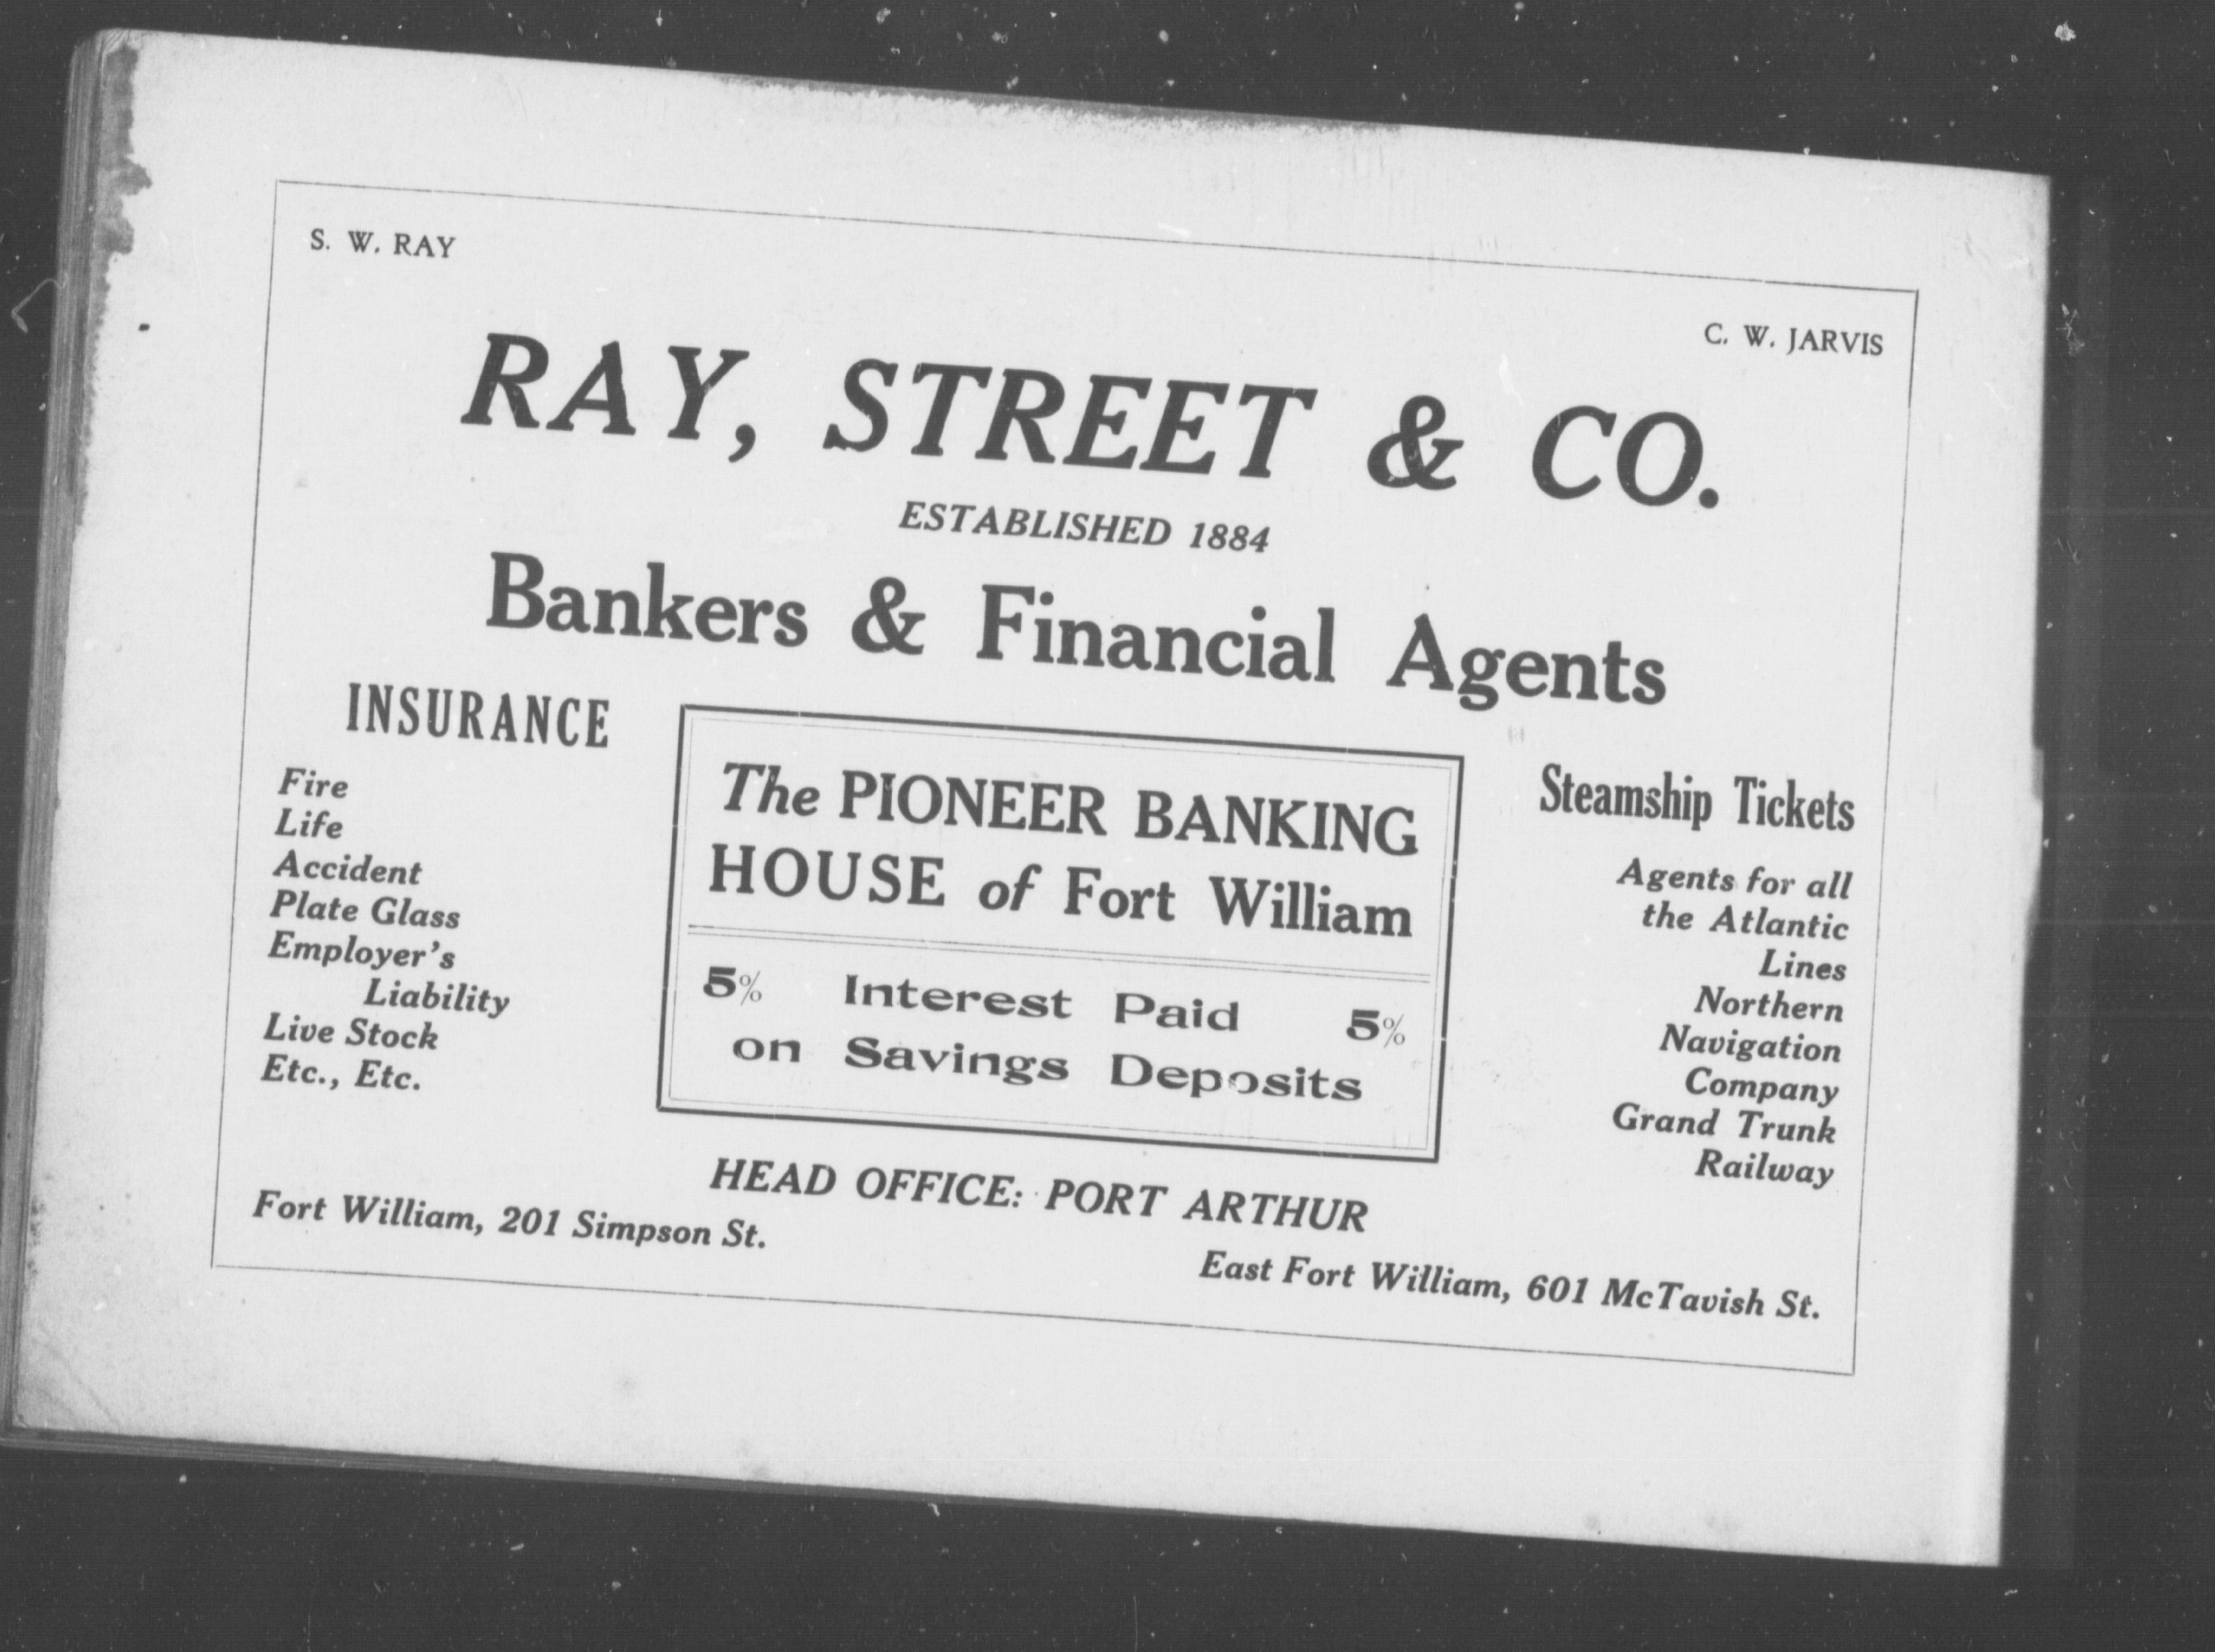 S. W. RAY
C. W. JARVIS
RAY, STREET & CO.
ESTABLISHED 1884
Bankers & Financial Agents
INSURANCE
Fire
Life
Accident
Plate Glass
Employer's
Liability
Live Stock
Etc., Etc.
The PIONEER BANKING
HOUSE of Fort William
5% Interest Paid 5%
on Savings Deposits
Steamship Tickets
Agents for all
the Atlantic
Lines
Northern
Navigation
Company
Grand Trunk
Railway
HEAD OFFICE: PORT ARTHUR
Fort William, 201 Simpson St.
East Fort William, 601 McTavish St.